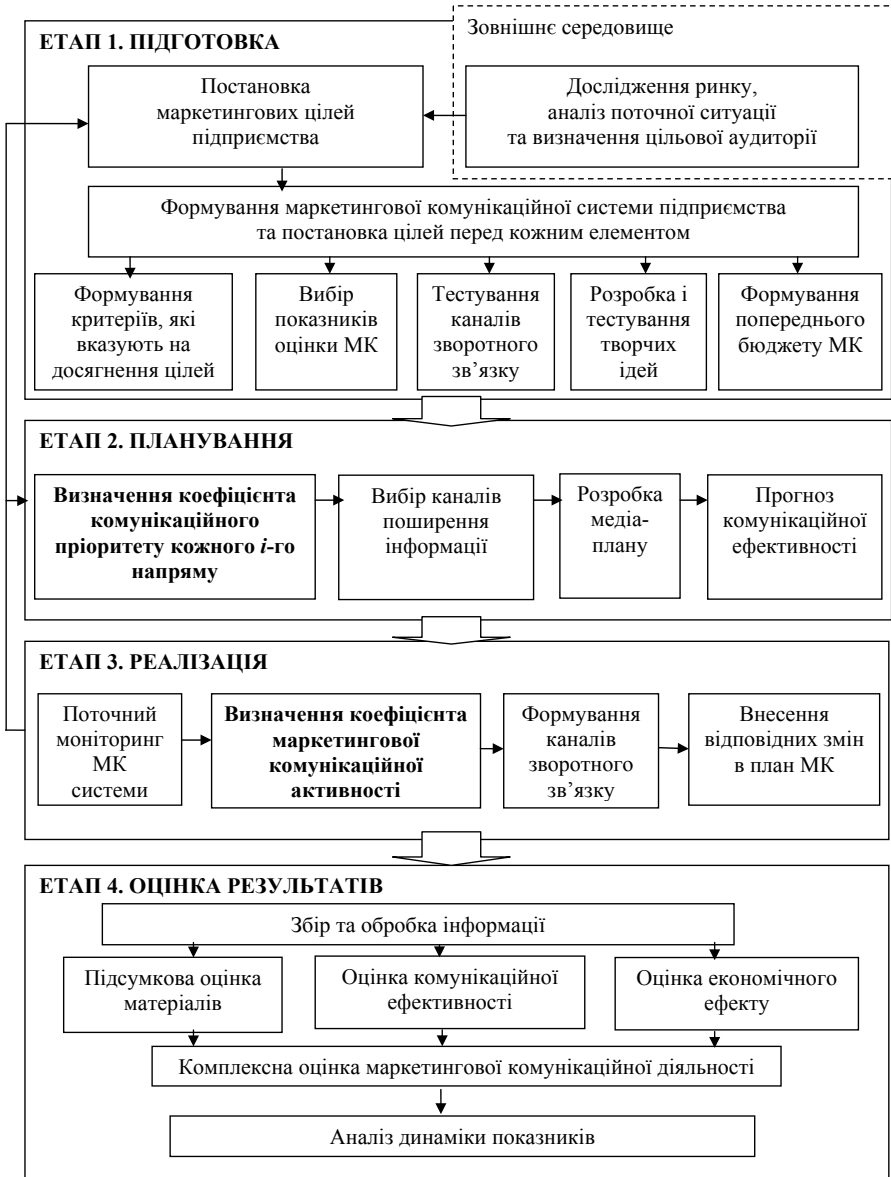 Зовнішнє середовище
ЕТАП 1. ПІДГОТОВКА
Постановка
маркетингових цілей
підприємства
Дослідження ринку,
аналіз поточної ситуації
та визначення цільової аудиторії
Формування маркетингової комунікаційної системи підприємства
та постановка цілей перед кожним елементом
Формування
критеріїв, які
вказують на
досягнення цілей
Вибір
показників
оцінки МК
Тестування
каналів
зворотного
зв’язку
Розробка і
тестування
творчих
ідей
Формування
попереднього
бюджету МК
ЕТАП 2. ПЛАНУВАННЯ
Визначення коефіцієнта
комунікаційного
пріоритету кожного i-го
напряму
Вибір каналів
поширення
інформації
Розробка
медіа-
плану
Прогноз
комунікаційної
ефективності
ЕТАП 3. РЕАЛІЗАЦІЯ
Поточний
моніторинг
МК
системи
Визначення коефіцієнта
маркетингової
комунікаційної
активності
Формування
каналів
зворотного
зв’язку
Внесення
відповідних змін
в план МК
ЕТАП 4. ОЦІНКА РЕЗУЛЬТАТІВ
Збір та обробка інформації
Підсумкова оцінка
матеріалів
Оцінка комунікаційної
ефективності
Оцінка економічного
ефекту
Комплексна оцінка маркетингової комунікаційної діяльності
Аналіз динаміки показників